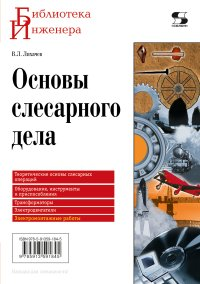 Библиотека
Инженера
В.Л. Лихачев
Основы
слесарного
дела
Теоретические основы слесарных
операций
Оборудование, инструменты
и приспособления
Трансформаторы
Электродвигатели
Электромонтажные работы